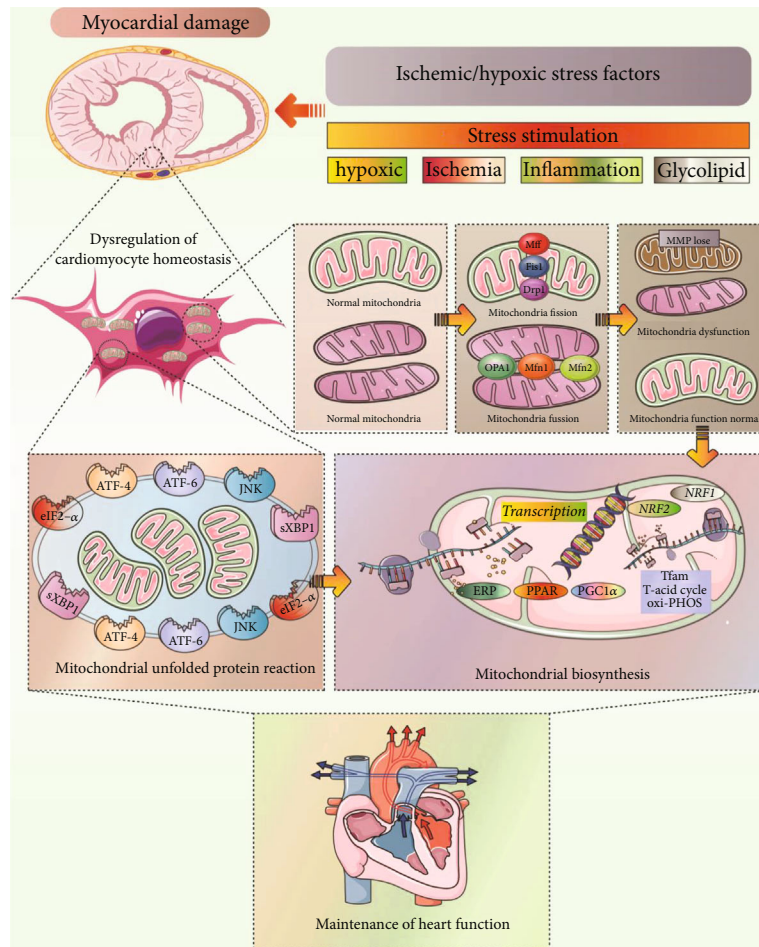 Myocardial damage
Ischemic/hypoxic stress factors
Stress stimulation
hypoxic
Ischemia
Inflammation
Glycolipid
Dysregulation of
cardiomyocyte homeostasis
Normal mitochondria
Normal mitochondria
Mff
Fis1
Drp1
Mitochondria fission
OPA1
Mfn1
Mfn2
Mitochondria fussion
MMP lose
Mitochondria dysfunction
Mitochondria function norma
eIF2-α
ATF-4
ATF-6
JNK
sXBP1
sXBP1
ATF-4
ATF-6
JNK
eIF2-α
Mitochondrial unfolded protein reaction
Transcription
NRF2
NRF1
ERP
PPAR
PGC1α
Tfam
T-acid cycle
oxi-PHOS
Mitochondrial biosynthesis
Maintenance of heart function